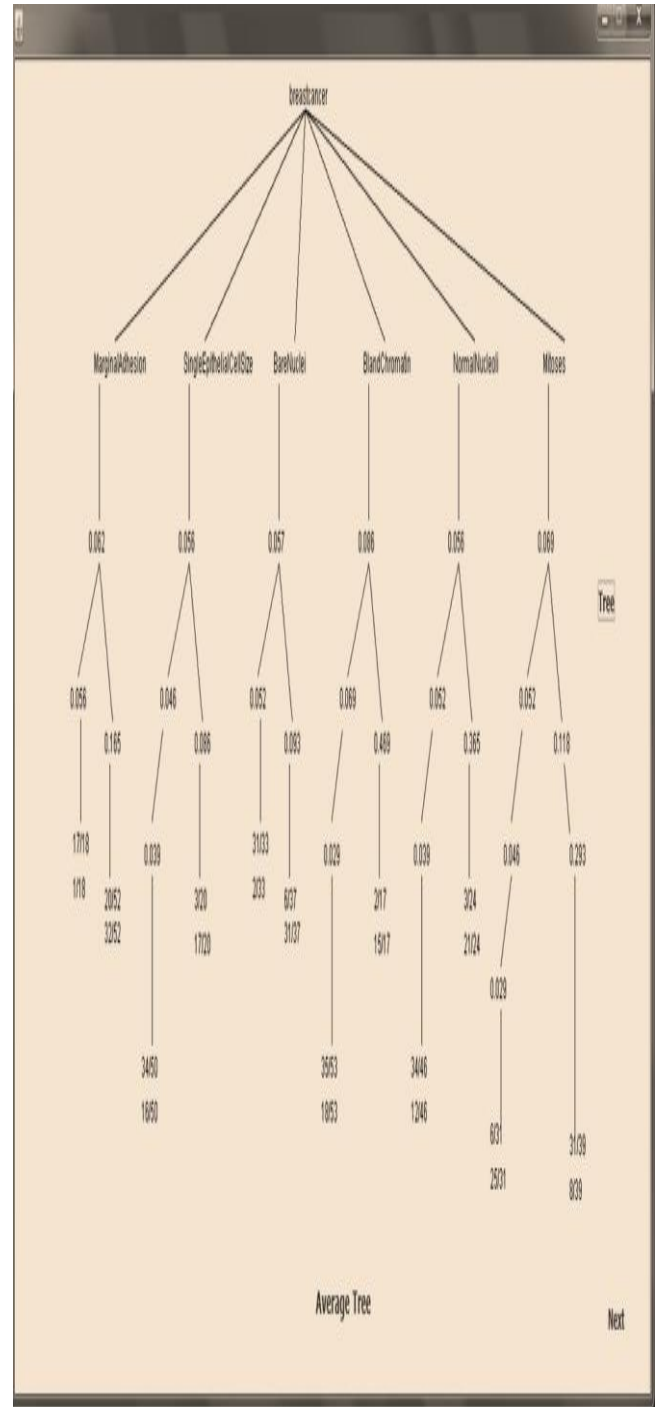 breastcancer
MarginalAdhesion SingleEpithelialCellSize BareNuclei BlandChromatin NormalNucleoli Mitoses
0.062 0.056 0.057 0.086 0.056 0.069
Tree
0.056 0.046 0.052 0.069 0.052 0.052
0.165 0.086 0.093 0.469 0.365 0.118
17/18 31/33
0.039 0.029 0.039 0.046 0.293
1/18 2/33
20/52 3/20 6/37 2/17 3/24
32/52 17/20 31/37 15/17 21/24
0.029
34/50 35/53 34/46
16/50 18/53 12/46
6/31 31/39
25/31 8/39
Average Tree
Next